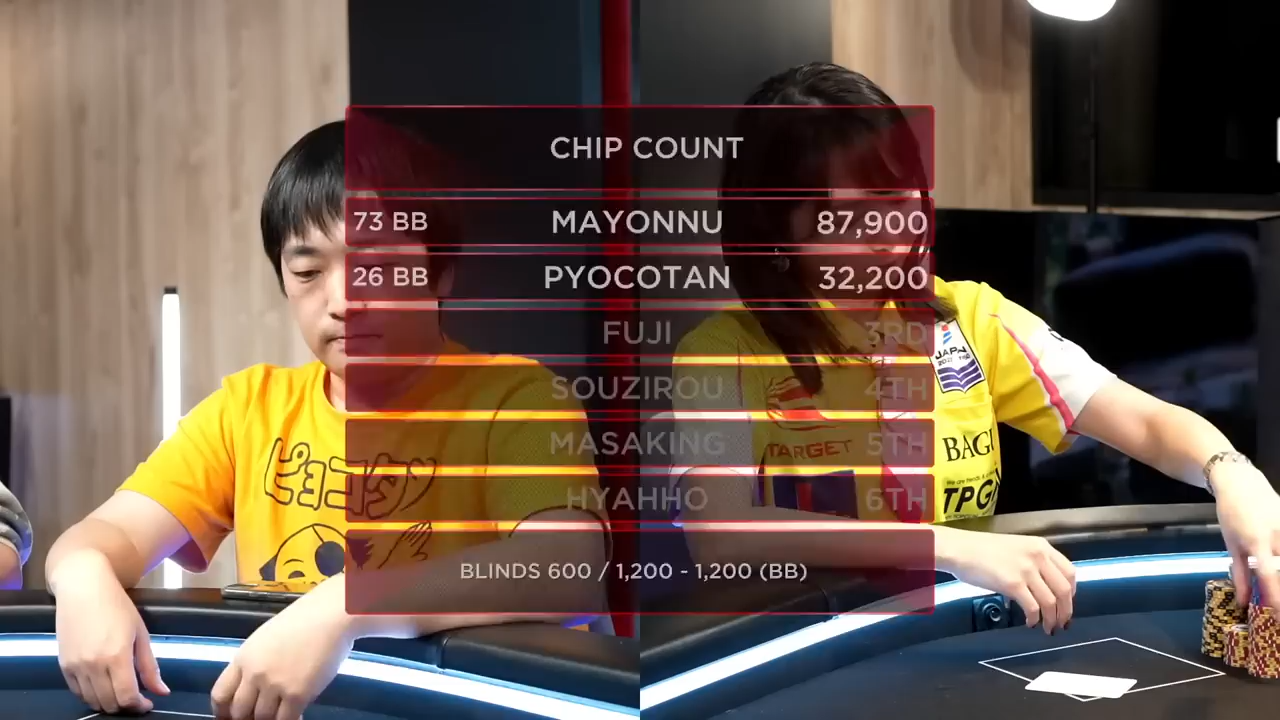 CHIP COUNT
73 BB MAYONNU 87,900
26 BB PYOCOTAN 32,200
FUJI 3RD
SOUZIROU 4TH
MASAKING 5TH
HYAHHO 6TH
BLINDS 600 / 1,200 - 1,200 (BB)
ピヨコタン
JAPAN
TARGET
BAGI
TPG